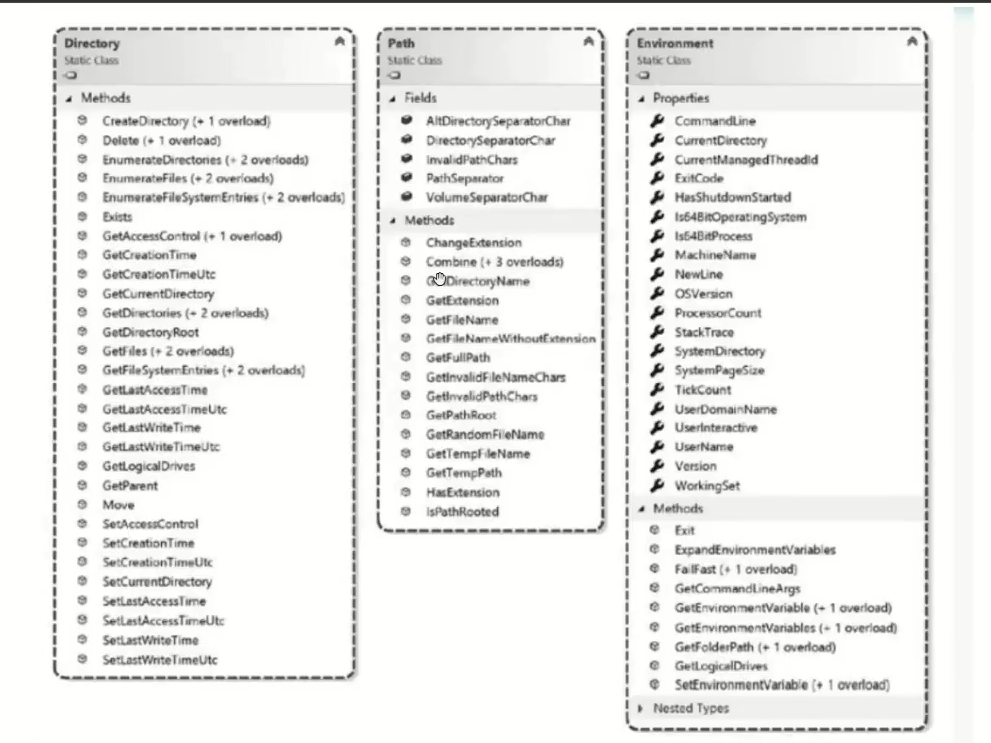 Directory
Static Class
Methods
CreateDirectory (+ 1 overload)
Delete (+ 1 overload)
EnumerateDirectories (+ 2 overloads)
EnumerateFiles (+ 2 overloads)
EnumerateFileSystemEntries (+ 2 overloads)
Exists
GetAccessControl (+ 1 overload)
GetCreationTime
GetCreationTimeUtc
GetCurrentDirectory
GetDirectories (+ 2 overloads)
GetDirectoryRoot
GetFiles (+ 2 overloads)
GetFileSystemEntries (+ 2 overloads)
GetLastAccessTime
GetLastAccessTimeUtc
GetLastWriteTime
GetLastWriteTimeUtc
GetLogicalDrives
GetParent
Move
SetAccessControl
SetCreationTime
SetCreationTimeUtc
SetCurrentDirectory
SetLastAccessTime
SetLastAccessTimeUtc
SetLastWriteTime
SetLastWriteTimeUtc
Path
Static Class
Fields
AltDirectorySeparatorChar
DirectorySeparatorChar
InvalidPathChars
PathSeparator
VolumeSeparatorChar
Methods
ChangeExtension
Combine (+ 3 overloads)
GetDirectoryName
GetExtension
GetFileName
GetFileNameWithoutExtension
GetFullPath
GetInvalidFileNameChars
GetInvalidPathChars
GetPathRoot
GetRandomFileName
GetTempFileName
GetTempPath
HasExtension
IsPathRooted
Environment
Static Class
Properties
CommandLine
CurrentDirectory
CurrentManagedThreadId
ExitCode
HasShutdownStarted
Is64BitOperatingSystem
Is64BitProcess
MachineName
NewLine
OSVersion
ProcessorCount
StackTrace
SystemDirectory
SystemPageSize
TickCount
UserDomainName
UserInteractive
UserName
Version
WorkingSet
Methods
Exit
ExpandEnvironmentVariables
FailFast (+ 1 overload)
GetCommandLineArgs
GetEnvironmentVariable (+ 1 overload)
GetEnvironmentVariables (+ 1 overload)
GetFolderPath (+ 1 overload)
GetLogicalDrives
SetEnvironmentVariable (+ 1 overload)
Nested Types